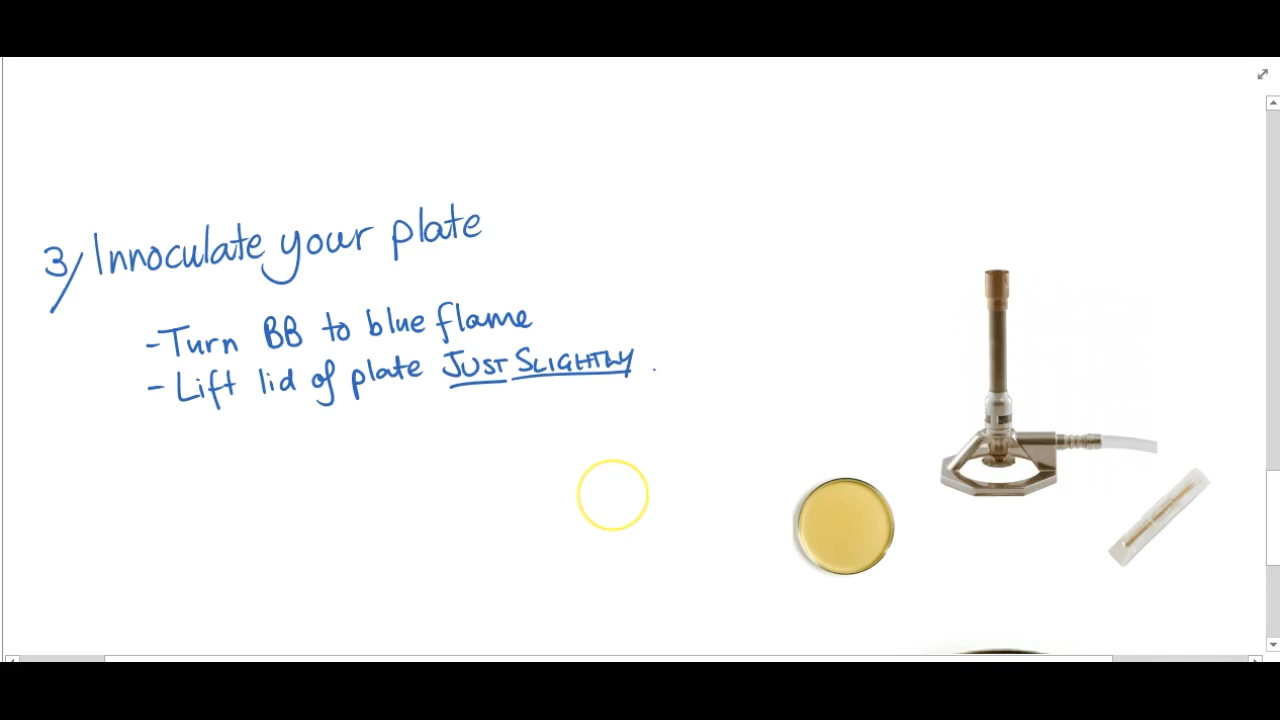 3/ Innoculate your plate
- Turn BB to blue flame
- Lift lid of plate JUST SLIGHTLY.